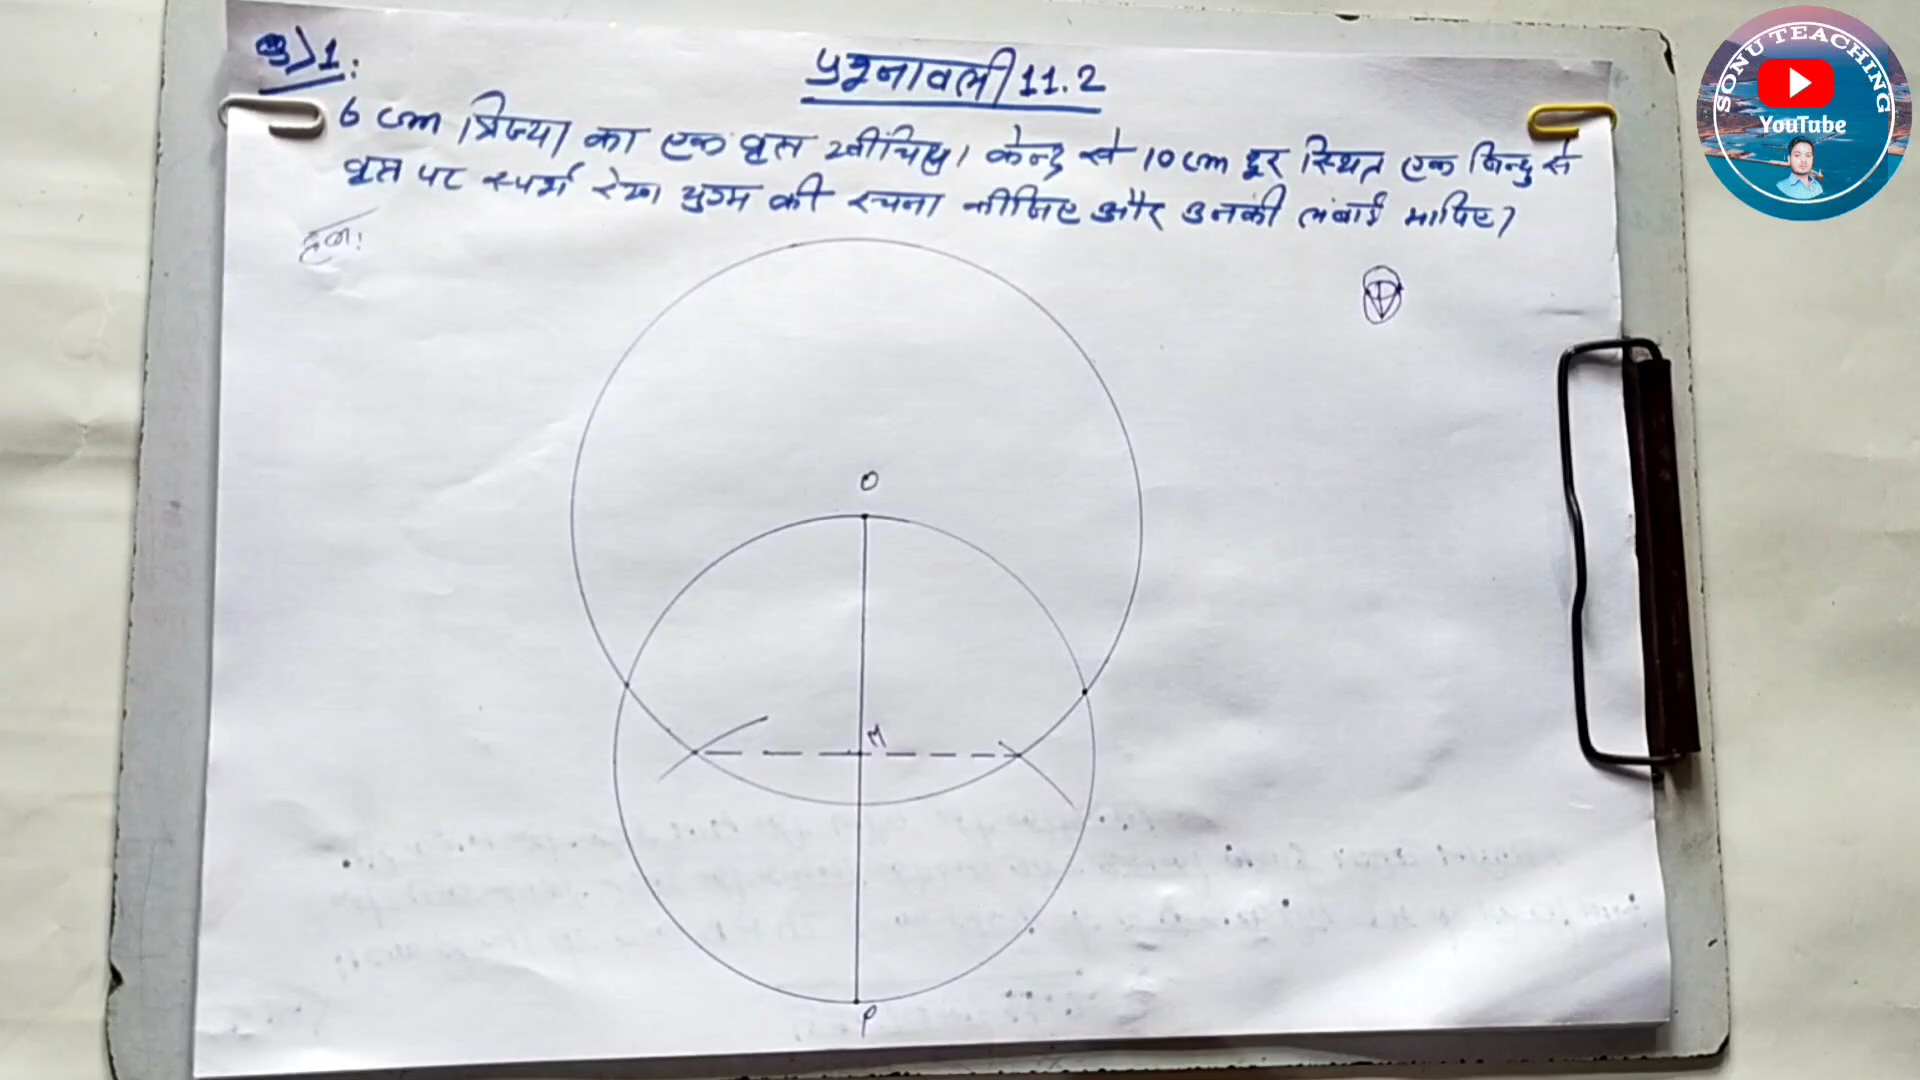 प्र०1:
प्रश्नावली 11.2
6 cm त्रिज्या का एक वृत्त खींचिए। केन्द्र से 10 cm दूर स्थित एक बिन्दु से
वृत्त पर स्पर्श रेखा युग्म की रचना कीजिए और उनकी लंबाई मापिए।
हल:
O
M
P
SONU TEACHING
YouTube